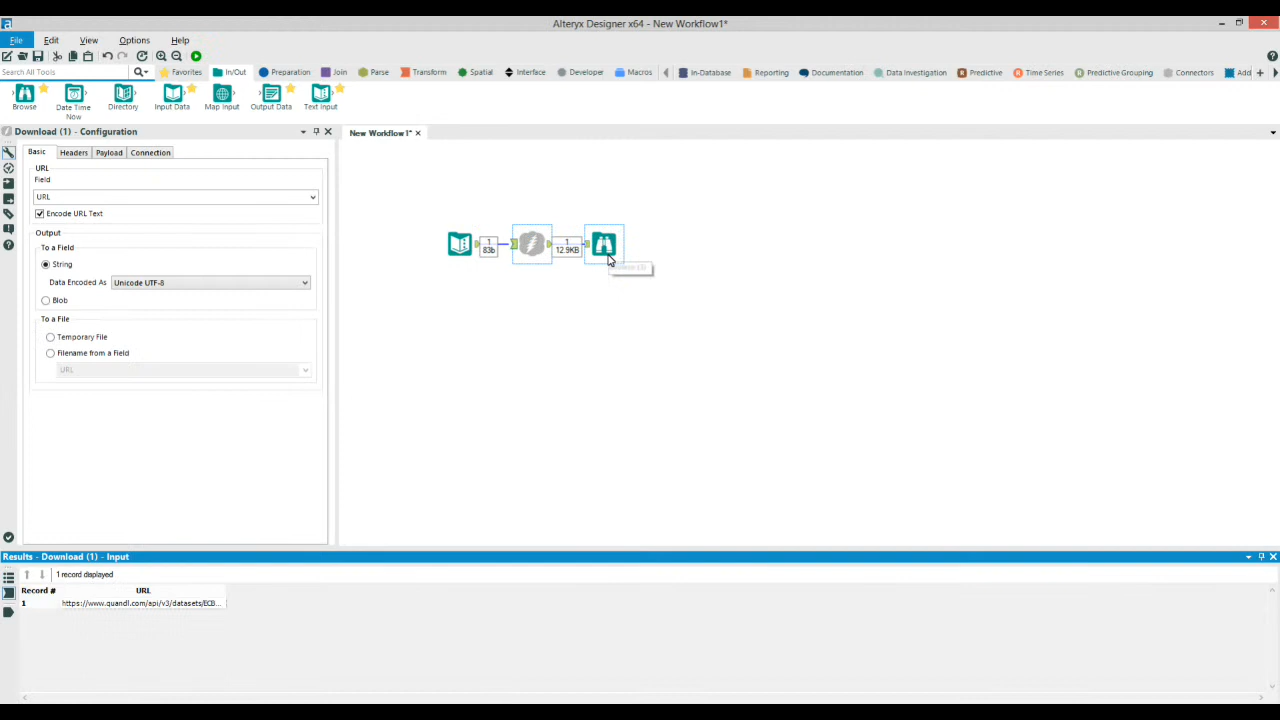 Alteryx Designer x64 - New Workflow1*
File Edit View Options Help
Search All Tools Favorites In/Out Preparation Join Parse Transform Spatial Interface Developer Macros In-Database Reporting Documentation Data Investigation Predictive Time Series Predictive Grouping Connectors Add
Browse Date Time Now Directory Input Data Map Input Output Data Text Input
Download (1) - Configuration
New Workflow1*
Basic Headers Payload Connection
URL
Field
URL
Encode URL Text
Output
To a Field
String
Data Encoded As Unicode UTF-8
Blob
To a File
Temporary File
Filename from a Field
URL
1
83b
1
12.9KB
Results - Download (1) - Input
1 record displayed
Record # URL
1 https://www.quandl.com/api/v3/datasets/ECB...